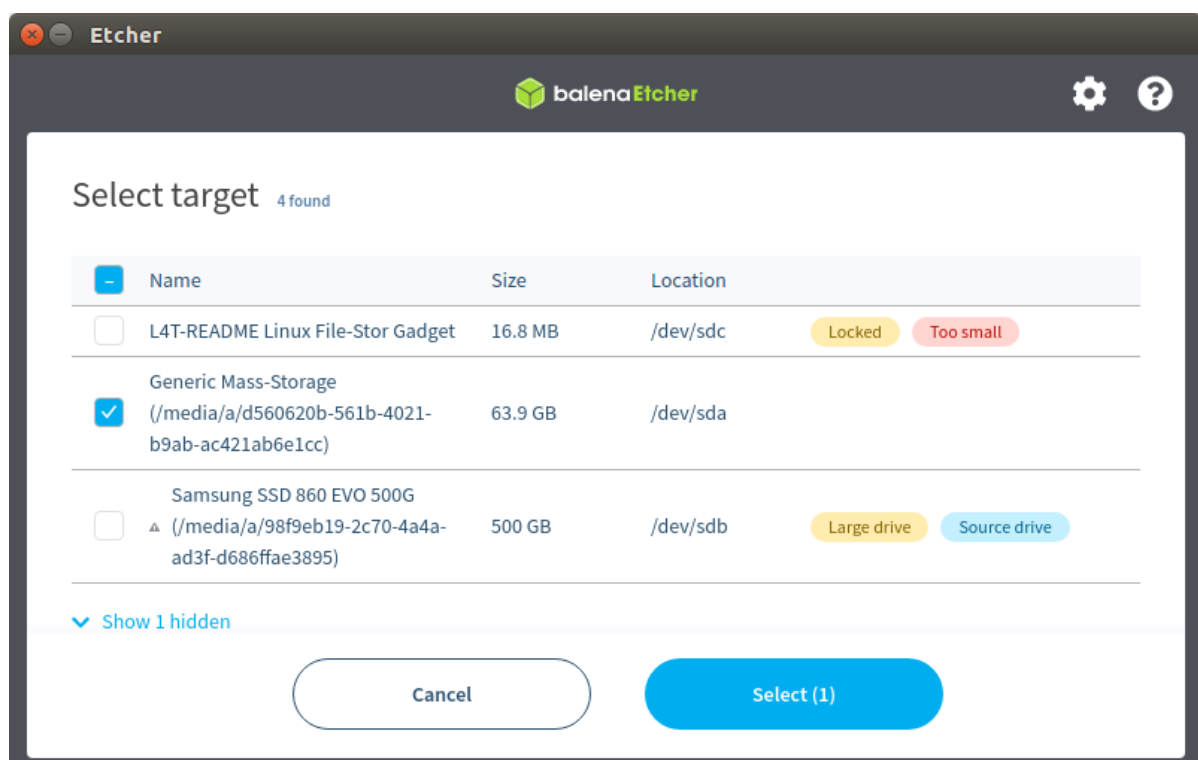 Etcher
balenaEtcher
Select target 4 found
Name Size Location
L4T-README Linux File-Stor Gadget 16.8 MB /dev/sdc Locked Too small
Generic Mass-Storage
(/media/a/d560620b-561b-4021- 63.9 GB /dev/sda
b9ab-ac421ab6e1cc)
Samsung SSD 860 EVO 500G
(/media/a/98f9eb19-2c70-4a4a- 500 GB /dev/sdb Large drive Source drive
ad3f-d686ffae3895)
Show 1 hidden
Cancel Select (1)